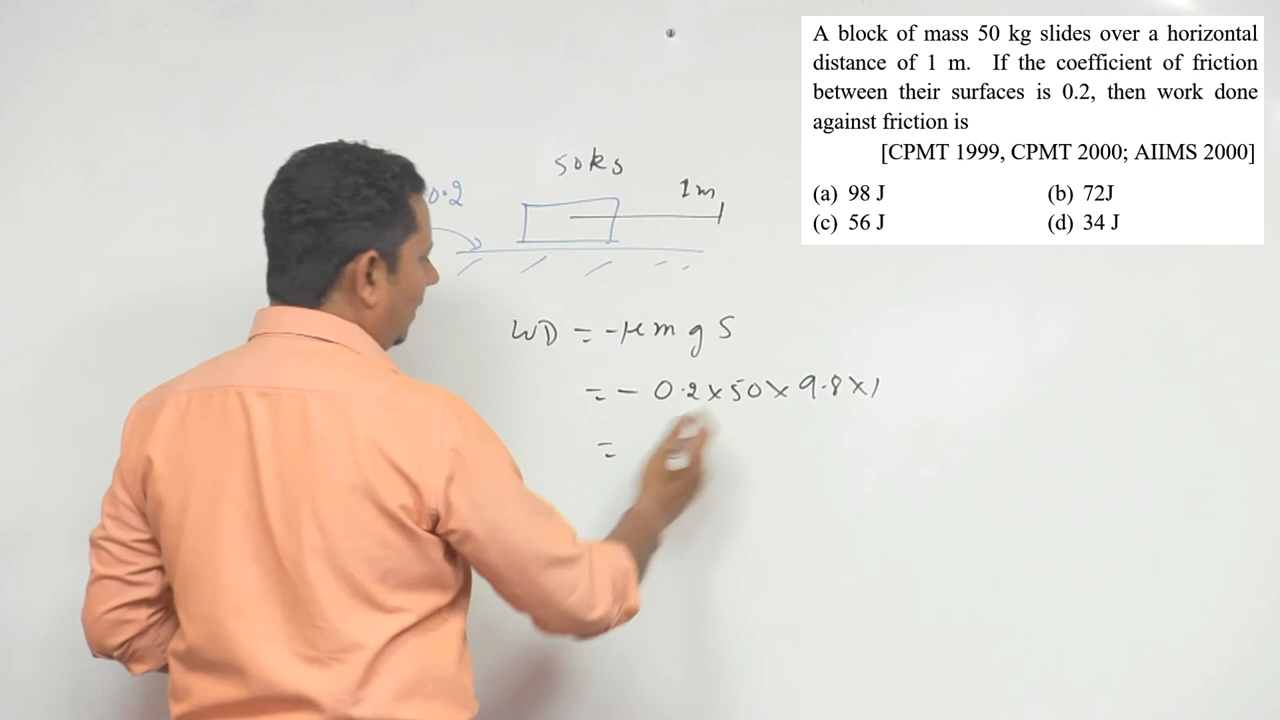 A block of mass 50 kg slides over a horizontal
distance of 1 m. If the coefficient of friction
between their surfaces is 0.2, then work done
against friction is
[CPMT 1999, CPMT 2000; AIIMS 2000]
(a) 98 J (b) 72J
(c) 56 J (d) 34 J
50kg
1m
0.2
WD = -μmgS
= - 0.2×50×9.8×1
=